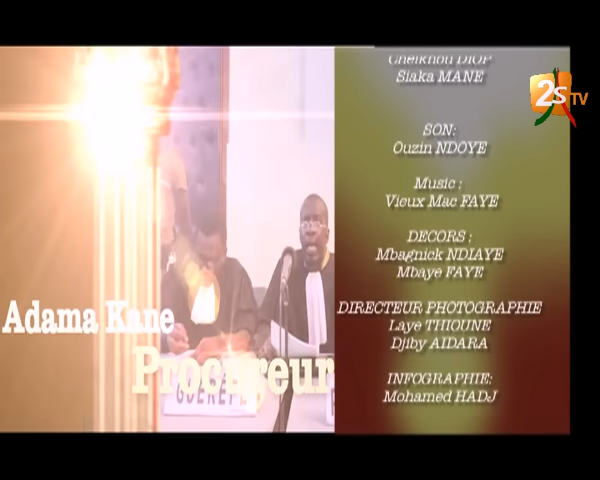 Cheikhou DIOP
Siaka MANE
2sTV
SON:
Ouzin NDOYE
Music :
Vieux Mac FAYE
DECORS :
Mbagnick NDIAYE
Mbaye FAYE
DIRECTEUR PHOTOGRAPHIE
Laye THIOUNE
Djiby AIDARA
INFOGRAPHIE:
Mohamed HADJ
Adama Kane
Procureur